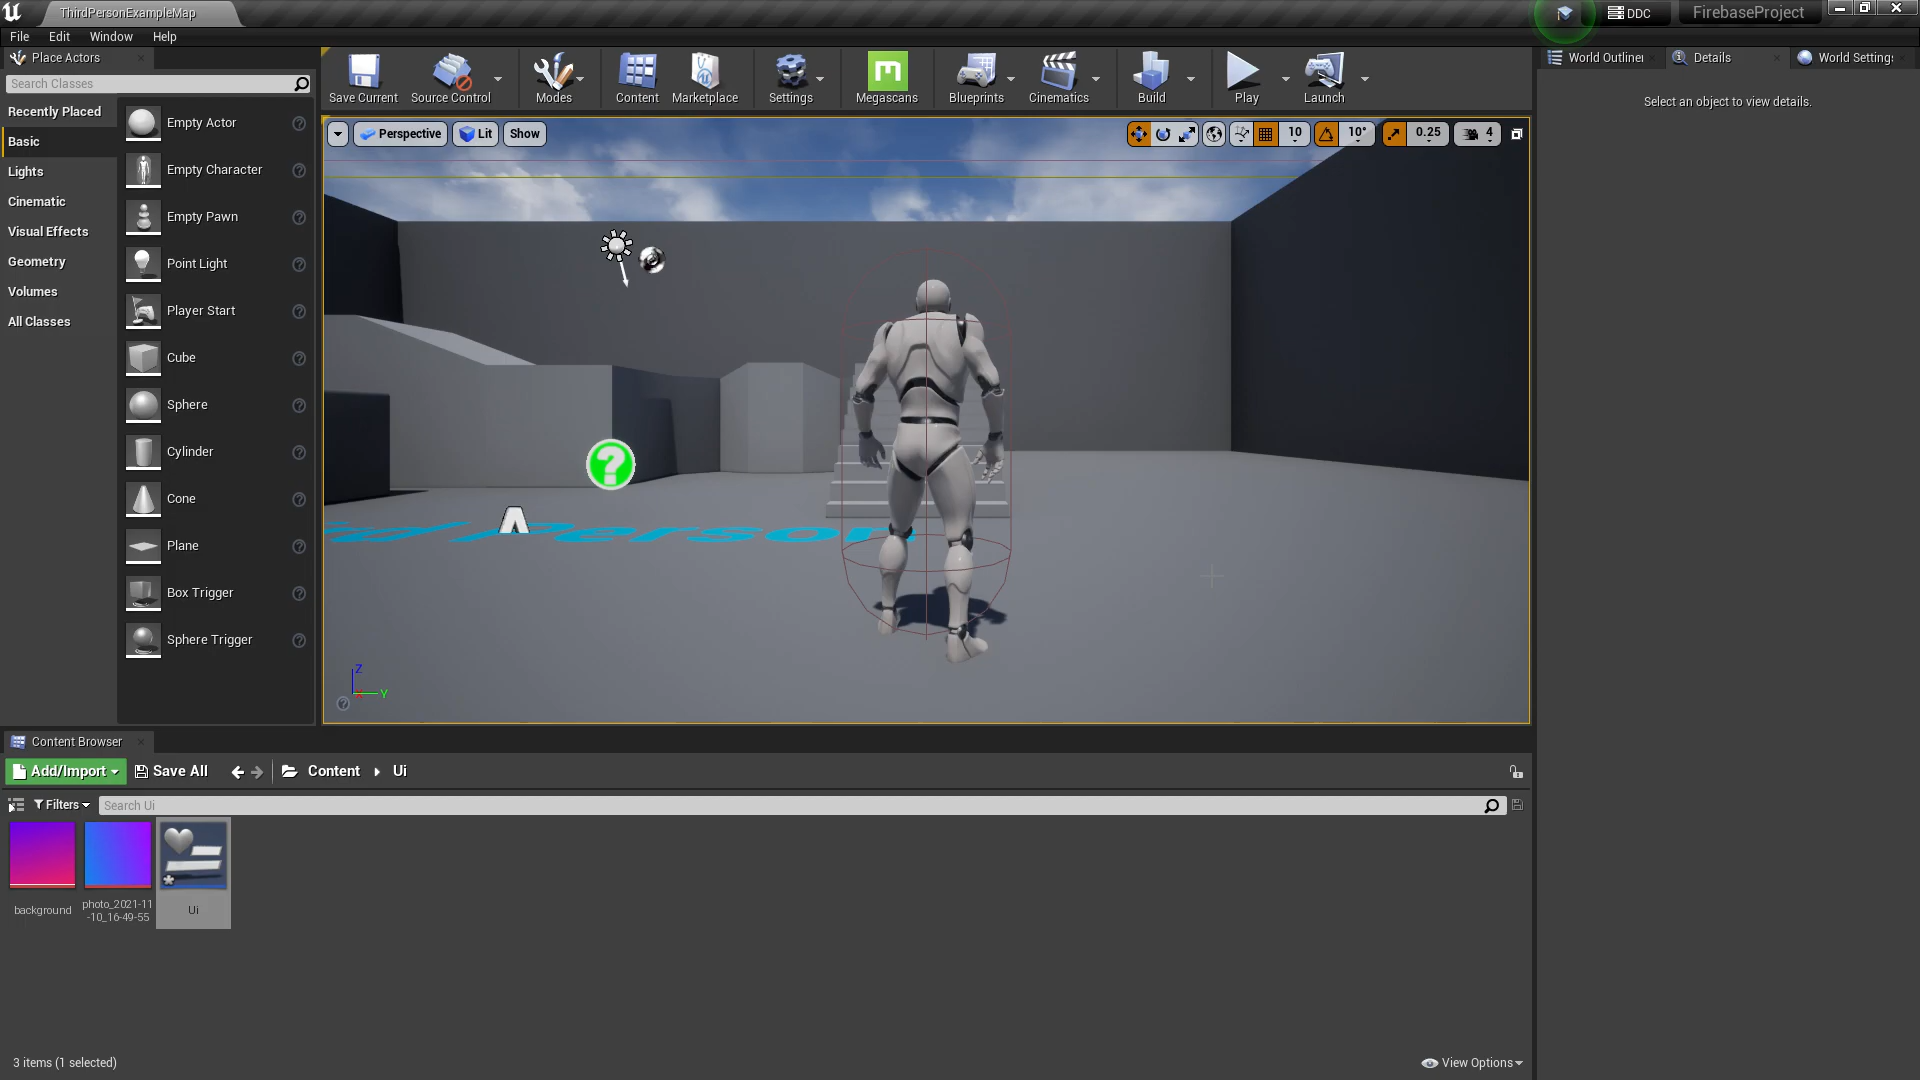 ThirdPersonExampleMap
DDC
FirebaseProject
File Edit Window Help
Place Actors
Search Classes
Recently Placed
Basic
Lights
Cinematic
Visual Effects
Geometry
Volumes
All Classes
Empty Actor
Empty Character
Empty Pawn
Point Light
Player Start
Cube
Sphere
Cylinder
Cone
Plane
Box Trigger
Sphere Trigger
Save Current
Source Control
Modes
Content
Marketplace
Settings
Megascans
Blueprints
Cinematics
Build
Play
Launch
Perspective
Lit
Show
10
10°
0.25
4
Person
Z
X
Y
World Outliner
Details
World Settings
Select an object to view details.
Content Browser
Add/Import
Save All
Content
Ui
Filters
Search Ui
background
photo_2021-11
-10_16-49-55
Ui
3 items (1 selected)
View Options